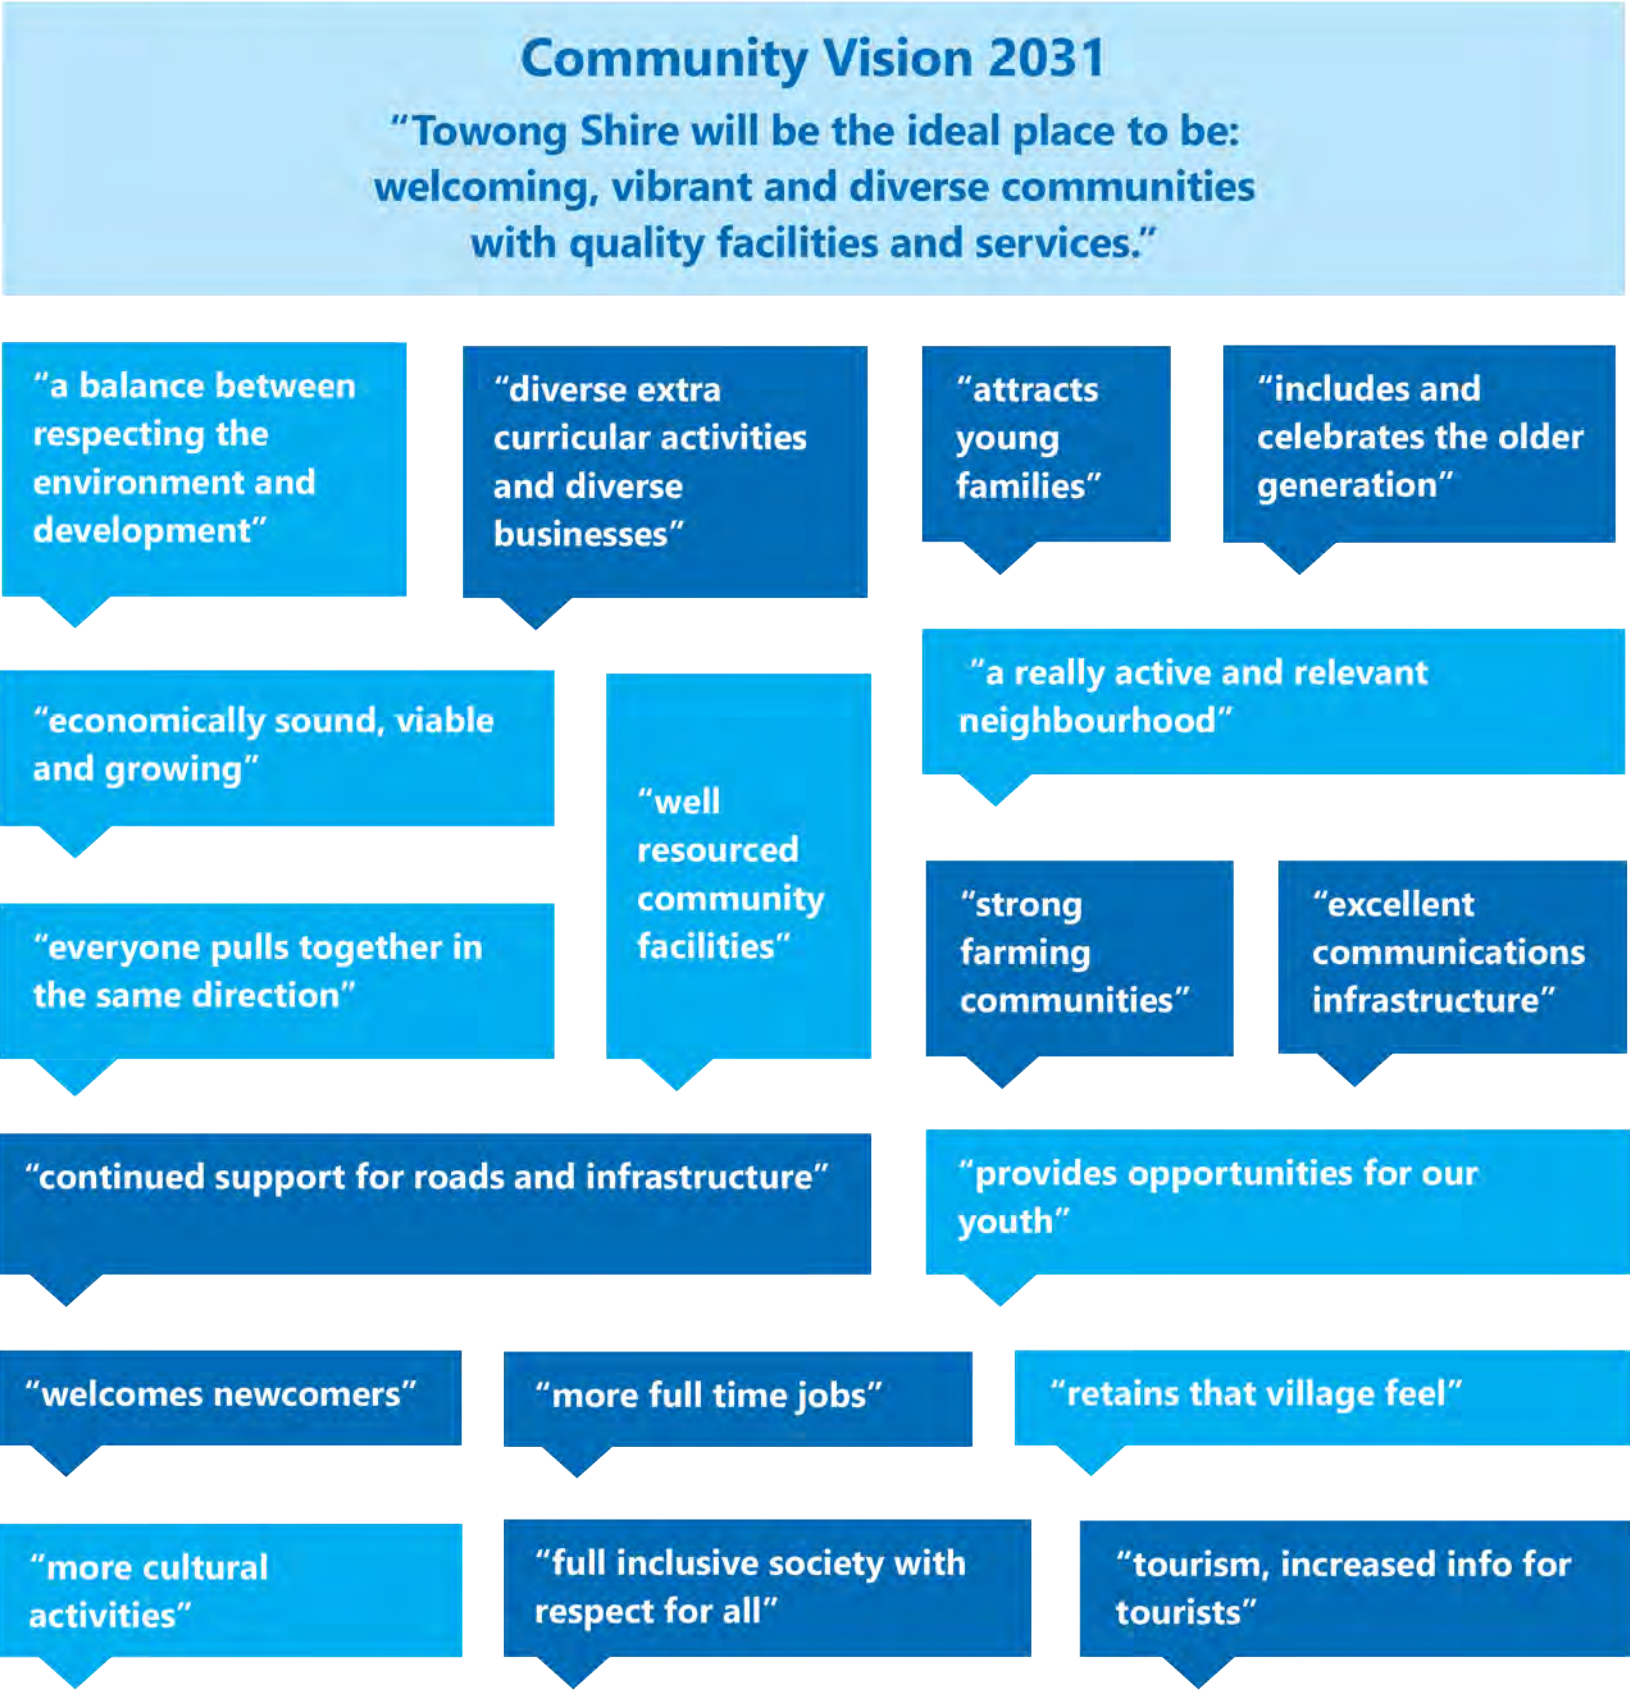 Community Vision 2031
“Towong Shire will be the ideal place to be:
welcoming, vibrant and diverse communities
with quality facilities and services.”
“a balance between
respecting the
environment and
development”
“diverse extra
curricular activities
and diverse
businesses”
“attracts
young
families”
“includes and
celebrates the older
generation”
“economically sound, viable
and growing”
“well
resourced
community
facilities”
“a really active and relevant
neighbourhood”
“everyone pulls together in
the same direction”
“strong
farming
communities”
“excellent
communications
infrastructure”
“continued support for roads and infrastructure”
“provides opportunities for our
youth”
“welcomes newcomers”
“more full time jobs”
“retains that village feel”
“more cultural
activities”
“full inclusive society with
respect for all”
“tourism, increased info for
tourists”